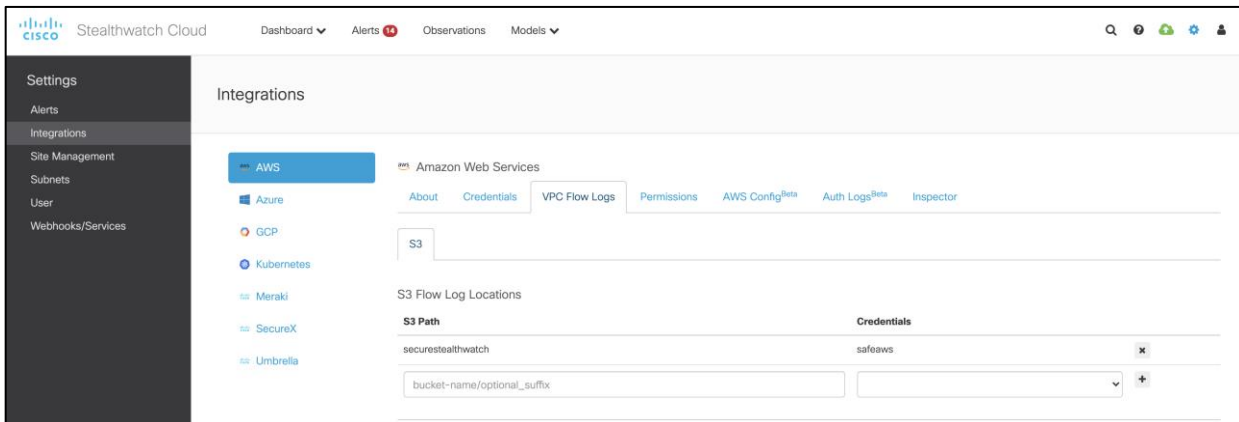 CISCO Stealthwatch Cloud Dashboard Alerts 14 Observations Models
Settings
Alerts
Integrations
Site Management
Subnets
User
Webhooks/Services
Integrations
AWS
Azure
GCP
Kubernetes
Meraki
SecureX
Umbrella
aws Amazon Web Services
About Credentials VPC Flow Logs Permissions AWS ConfigBeta Auth LogsBeta Inspector
S3
S3 Flow Log Locations
S3 Path Credentials
securestealthwatch safeaws
bucket-name/optional_suffix